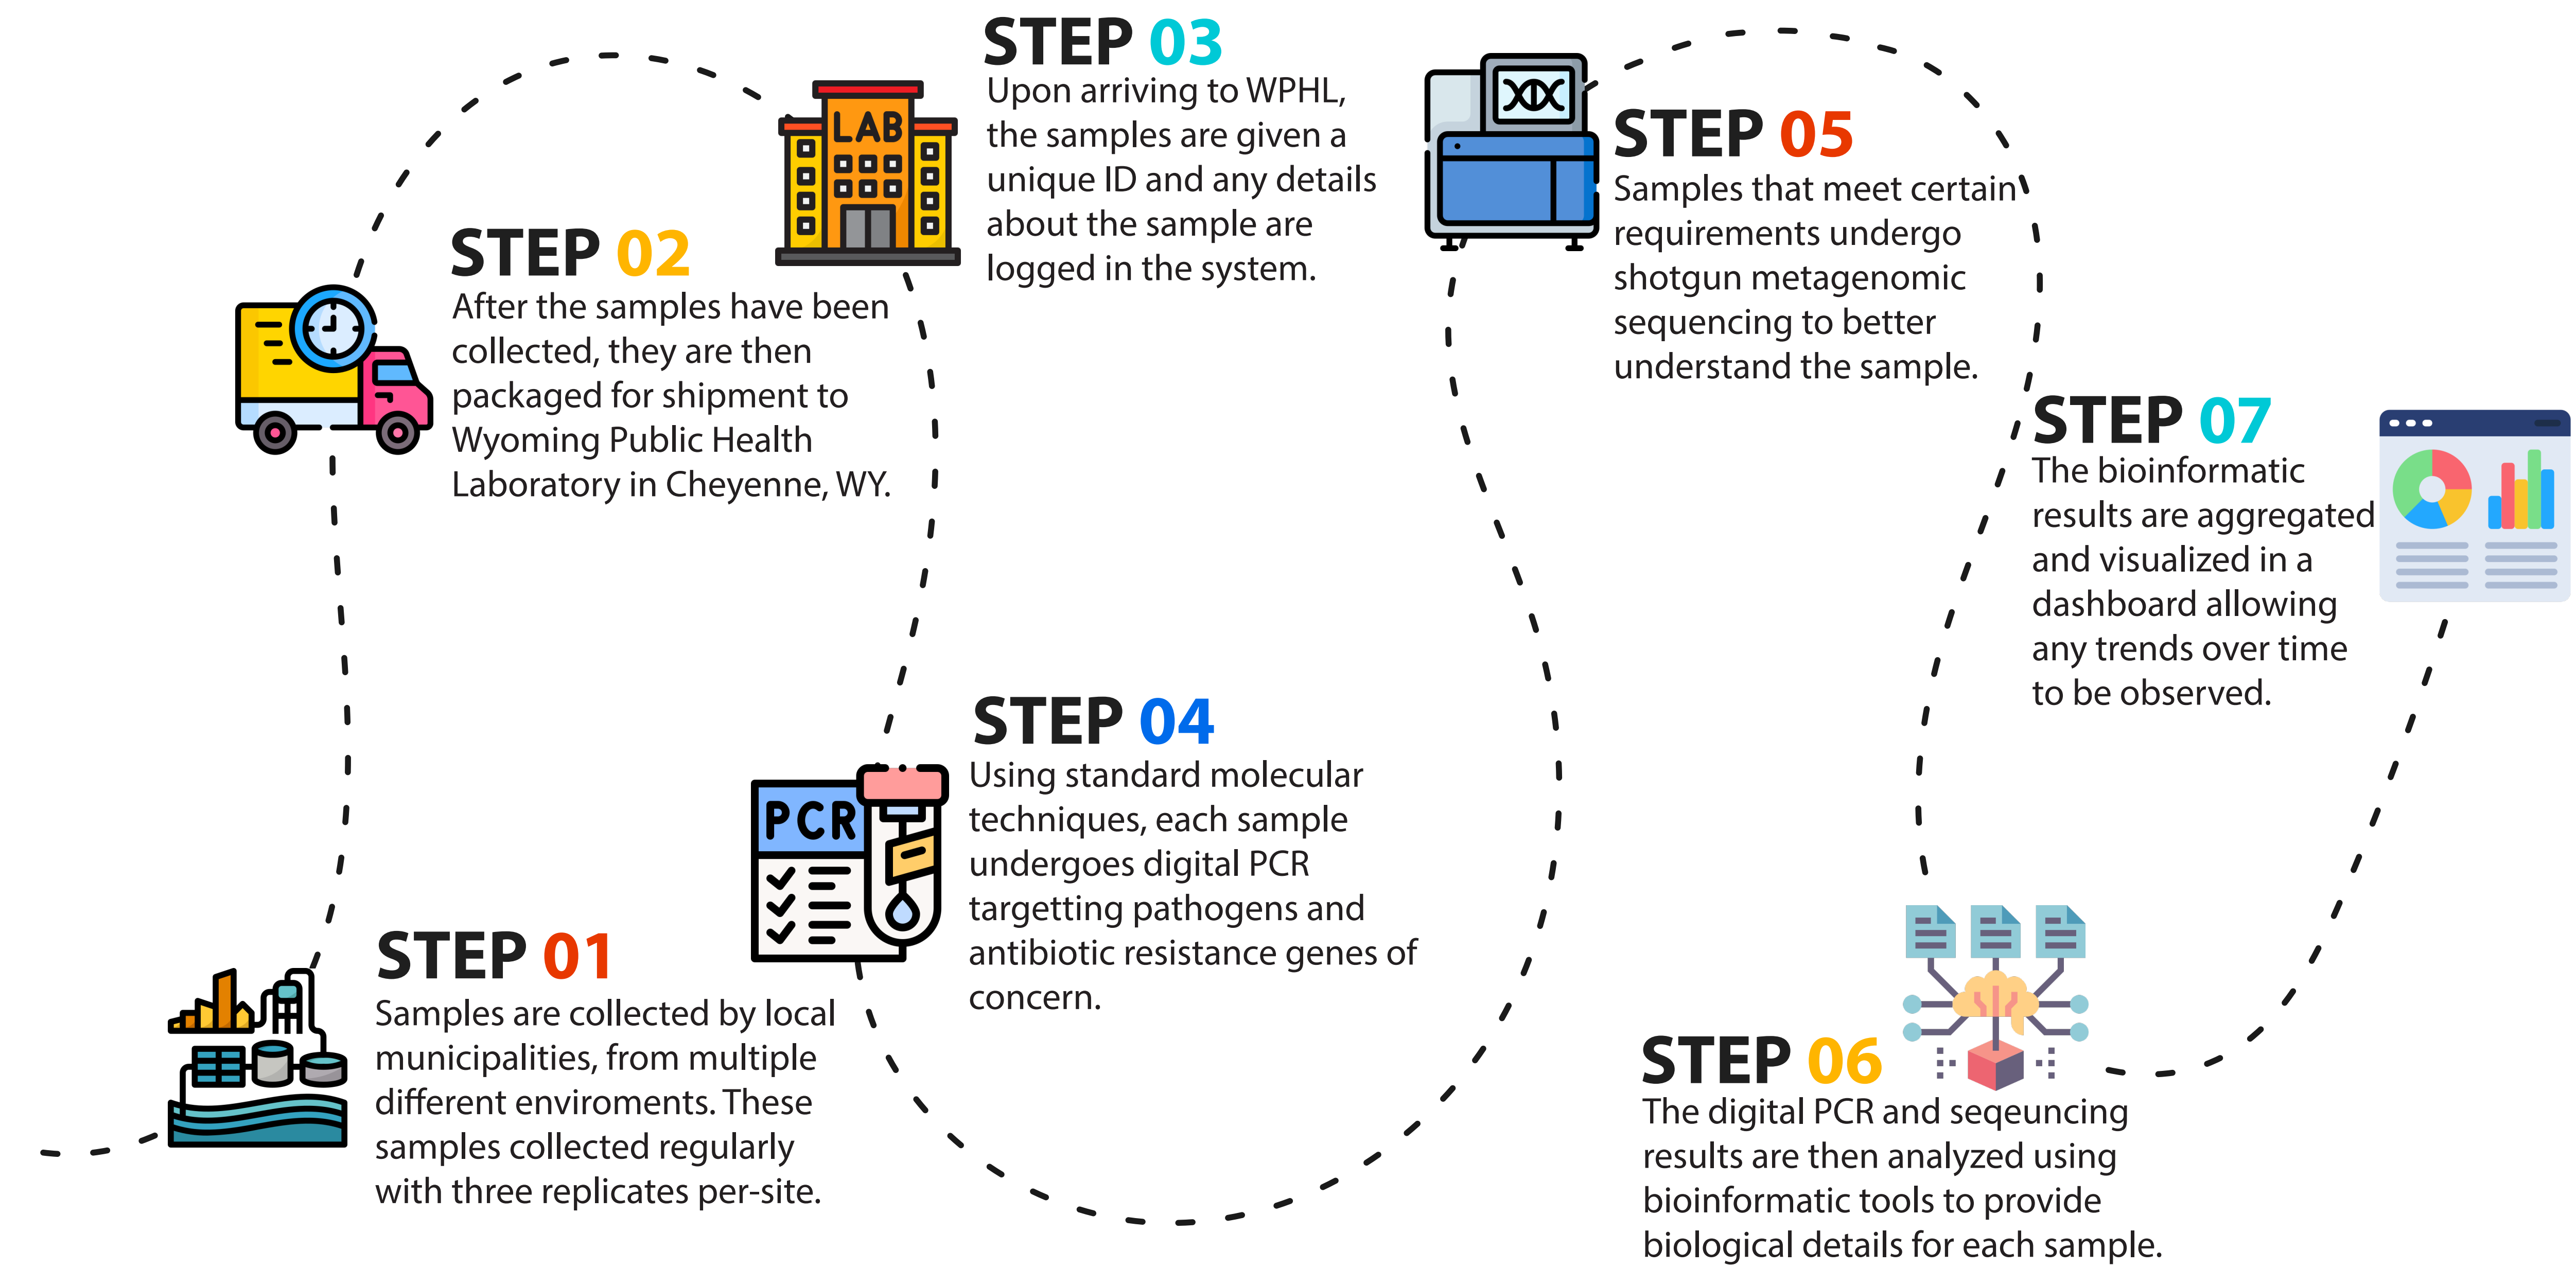 STEP 01
Samples are collected by local
municipalities, from multiple
different enviroments. These
samples collected regularly
with three replicates per-site.
STEP 02
After the samples have been
collected, they are then
packaged for shipment to
Wyoming Public Health
Laboratory in Cheyenne, WY.
LAB
STEP 03
Upon arriving to WPHL,
the samples are given a
unique ID and any details
about the sample are
logged in the system.
PCR
STEP 04
Using standard molecular
techniques, each sample
undergoes digital PCR
targetting pathogens and
antibiotic resistance genes of
concern.
STEP 05
Samples that meet certain
requirements undergo
shotgun metagenomic
sequencing to better
understand the sample.
STEP 06
The digital PCR and seqeuncing
results are then analyzed using
bioinformatic tools to provide
biological details for each sample.
STEP 07
The bioinformatic
results are aggregated
and visualized in a
dashboard allowing
any trends over time
to be observed.